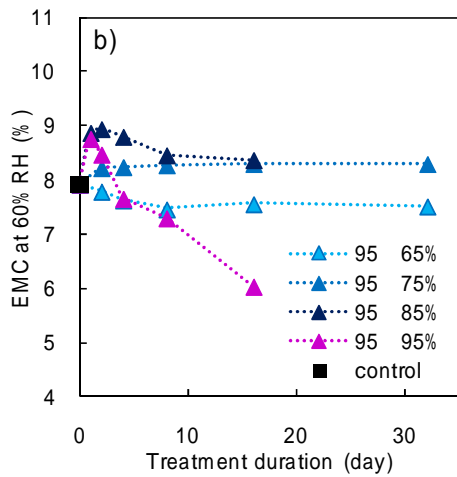 b)
11
10
9
8
7
6
5
4
EMC at 60% RH (%)
95 65%
95 75%
95 85%
95 95%
control
0 10 20 30
Treatment duration (day)